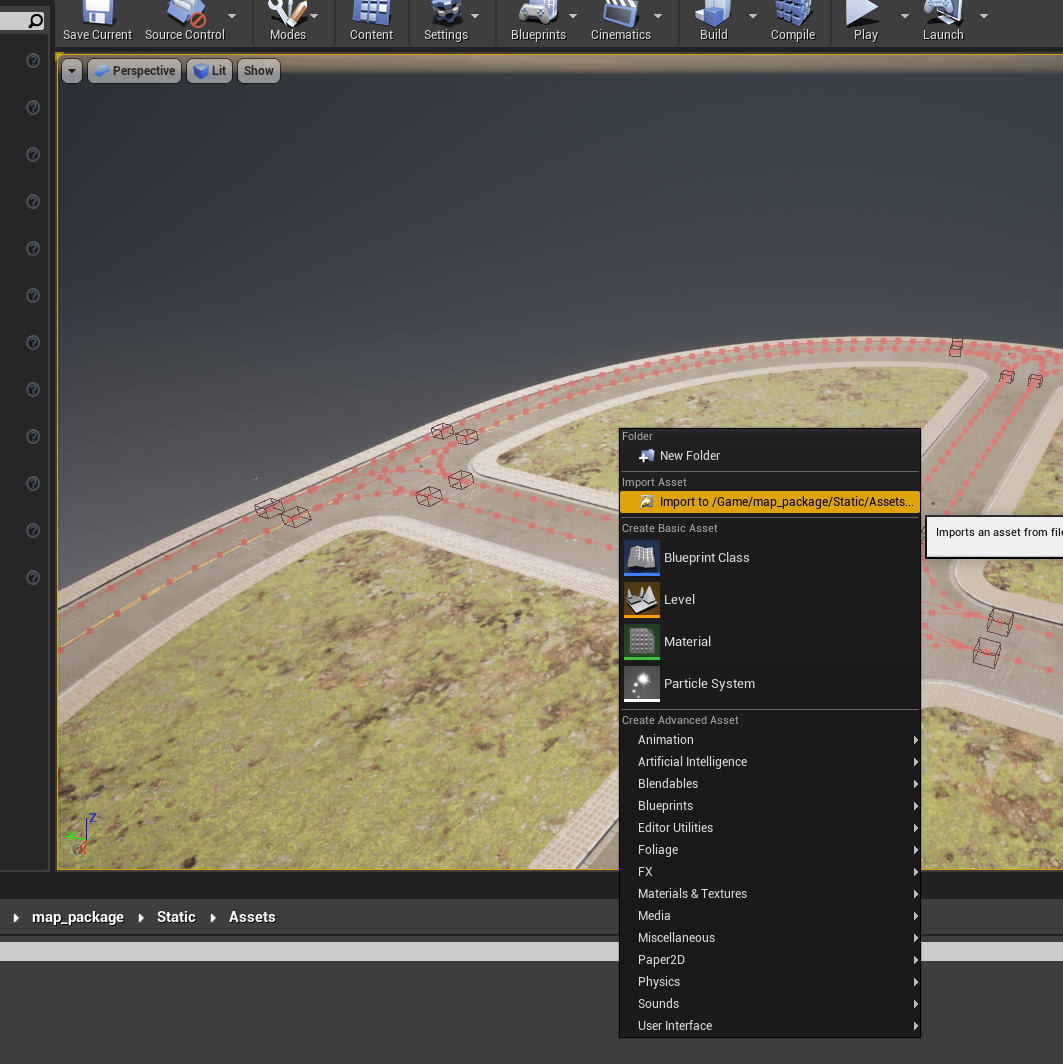 Save Current
Source Control
Modes
Content
Settings
Blueprints
Cinematics
Build
Compile
Play
Launch
Perspective
Lit
Show
Folder
New Folder
Import Asset
Import to /Game/map_package/Static/Assets...
Imports an asset from file
Create Basic Asset
Blueprint Class
Level
Material
Particle System
Create Advanced Asset
Animation
Artificial Intelligence
Blendables
Blueprints
Editor Utilities
Foliage
FX
Materials & Textures
Media
Miscellaneous
Paper2D
Physics
Sounds
User Interface
Z
X
map_package Static Assets